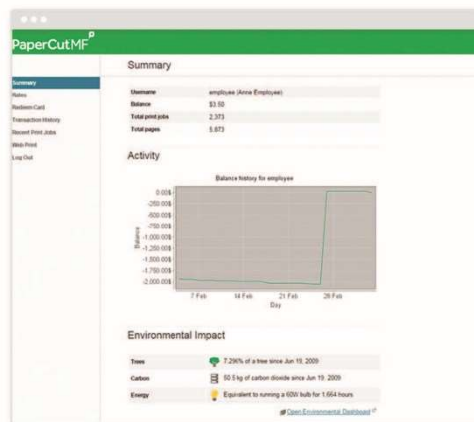 PaperCutMF
Summary
Summary
Rates
Redeem Card
Transaction History
Recent Print Jobs
Web Print
Log Out
Username employee (Anne Employee)
Balance $3.50
Total print jobs 2,373
Total pages 5,873
Activity
Balance history for employee
0.00$
-250.00$
-500.00$
-750.00$
-1,000.00$
-1,250.00$
-1,500.00$
-1,750.00$
-2,000.00$
Balance
7 Feb 14 Feb 21 Feb 28 Feb
Day
Environmental Impact
Trees 7.296% of a tree since Jun 19, 2009
Carbon 50.5 kg of carbon dioxide since Jun 19, 2009
Energy Equivalent to running a 60W bulb for 1,664 hours
Open Environmental Dashboard